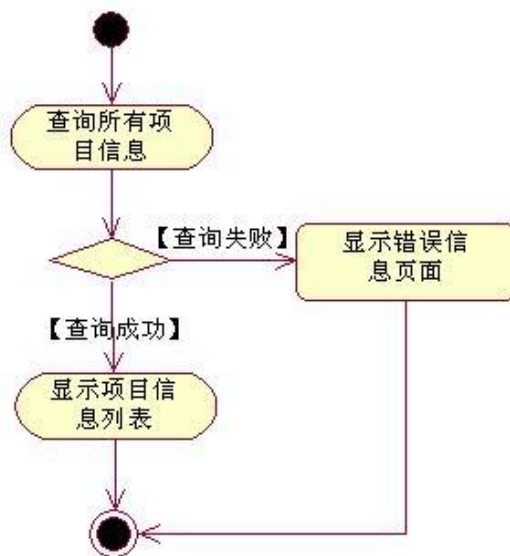 查询所有项
目信息
【查询失败】
显示错误信
息页面
【查询成功】
显示项目信
息列表